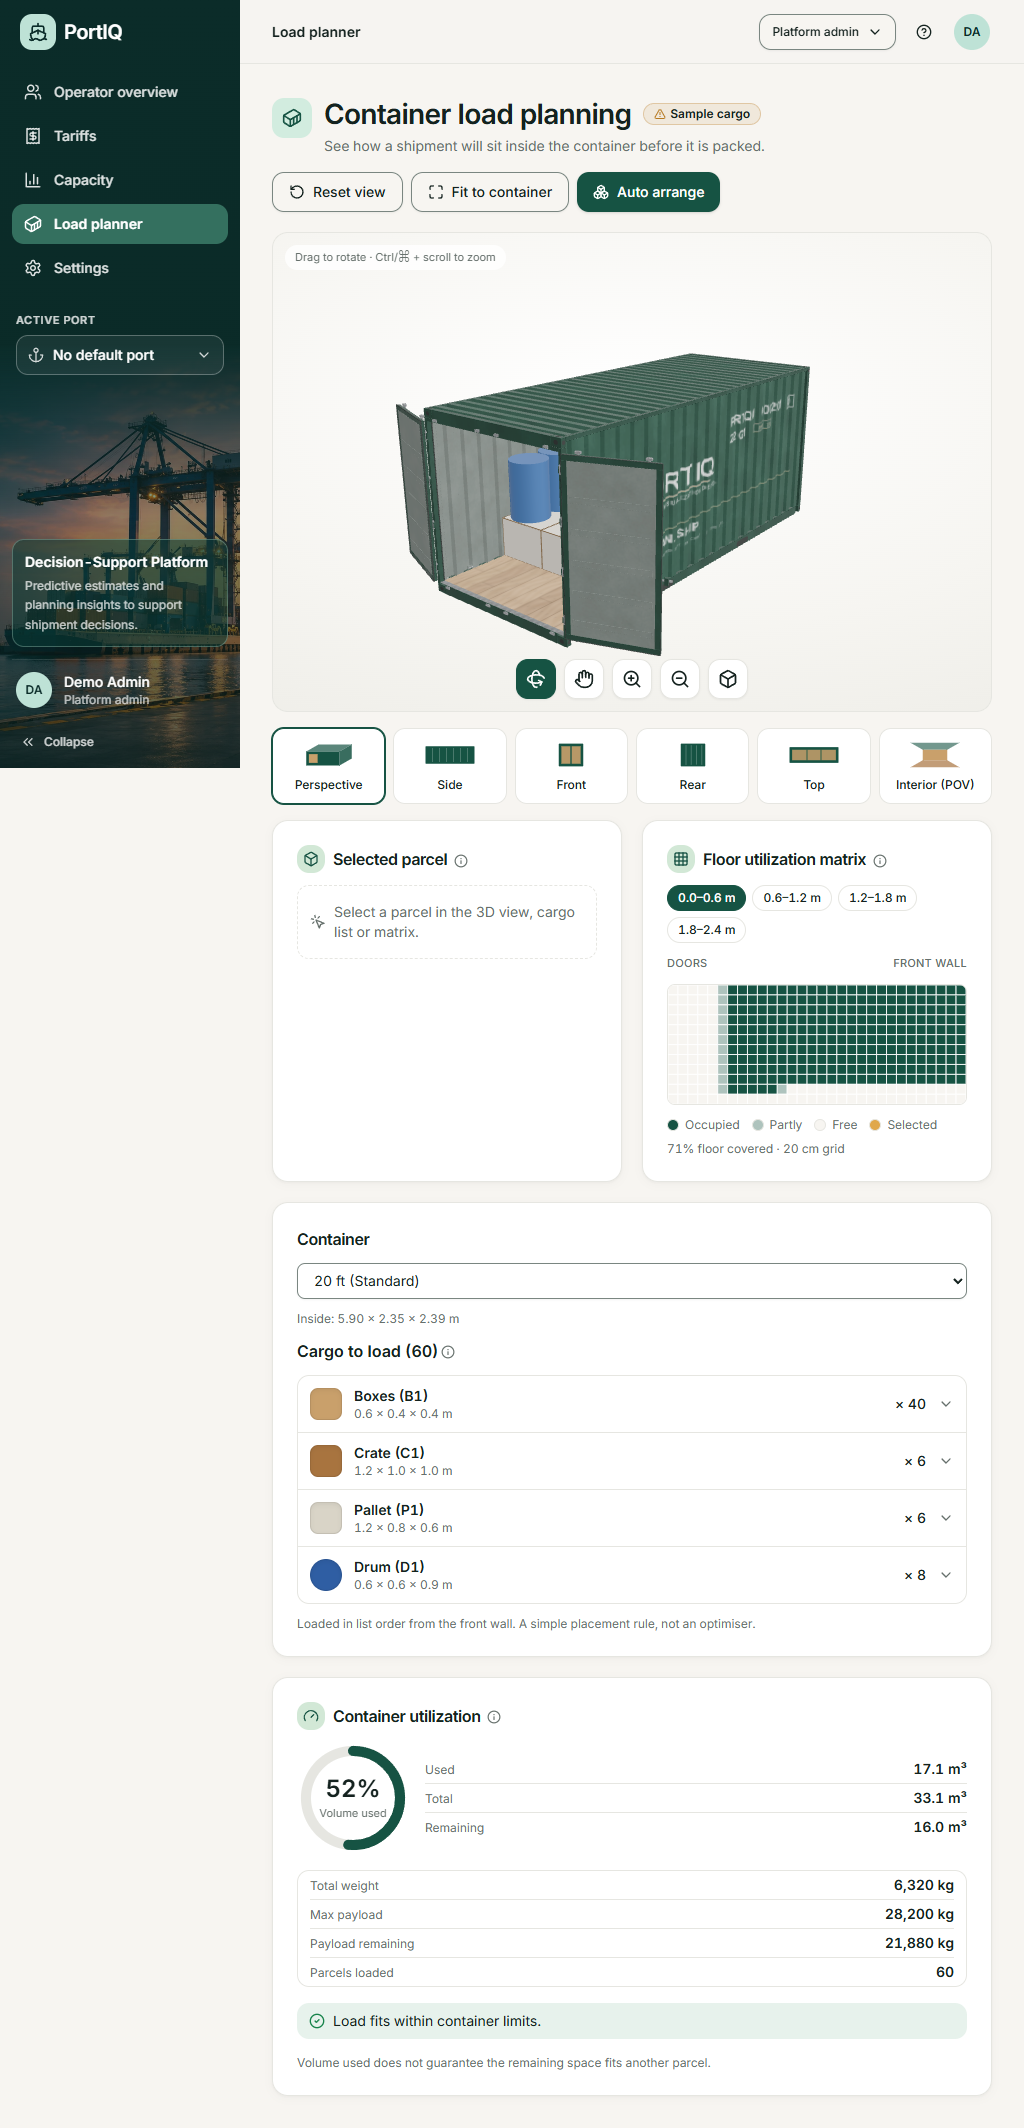 PortIQ
Load planner
Platform admin
DA
Operator overview
Tariffs
Capacity
Load planner
Settings
ACTIVE PORT
No default port
Decision-Support Platform
Predictive estimates and
planning insights to support
shipment decisions.
DA
Demo Admin
Platform admin
Collapse
Container load planning
Sample cargo
See how a shipment will sit inside the container before it is packed.
Reset view
Fit to container
Auto arrange
Drag to rotate · Ctrl/⌘ + scroll to zoom
RTIQ
Perspective
Side
Front
Rear
Top
Interior (POV)
Selected parcel
Select a parcel in the 3D view, cargo
list or matrix.
Floor utilization matrix
0.0–0.6 m
0.6–1.2 m
1.2–1.8 m
1.8–2.4 m
DOORS
FRONT WALL
Occupied
Partly
Free
Selected
71% floor covered · 20 cm grid
Container
20 ft (Standard)
Inside: 5.90 × 2.35 × 2.39 m
Cargo to load (60)
Boxes (B1)
0.6 × 0.4 × 0.4 m
× 40
Crate (C1)
1.2 × 1.0 × 1.0 m
× 6
Pallet (P1)
1.2 × 0.8 × 0.6 m
× 6
Drum (D1)
0.6 × 0.6 × 0.9 m
× 8
Loaded in list order from the front wall. A simple placement rule, not an optimiser.
Container utilization
52%
Volume used
Used
17.1 m³
Total
33.1 m³
Remaining
16.0 m³
Total weight
6,320 kg
Max payload
28,200 kg
Payload remaining
21,880 kg
Parcels loaded
60
Load fits within container limits.
Volume used does not guarantee the remaining space fits another parcel.